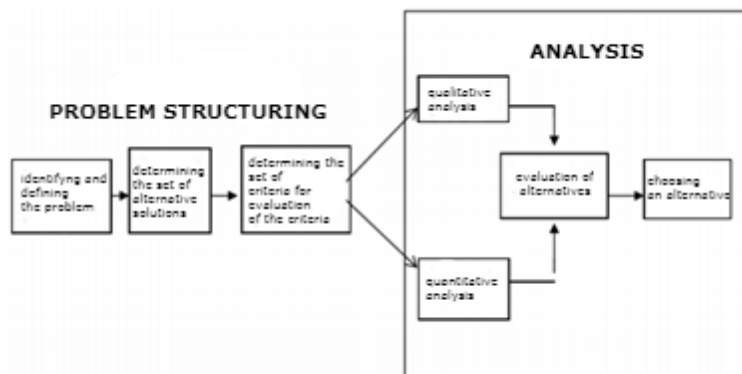 ANALYSIS
PROBLEM STRUCTURING
identifyng and
defining
the problem
determining
the set of
alternative
solutions
determining the
set of
criteria for
evaluation
of the criteria
qualitative
analysis
quantitative
analysis
evaluation of
alternatives
choosing
an alternative